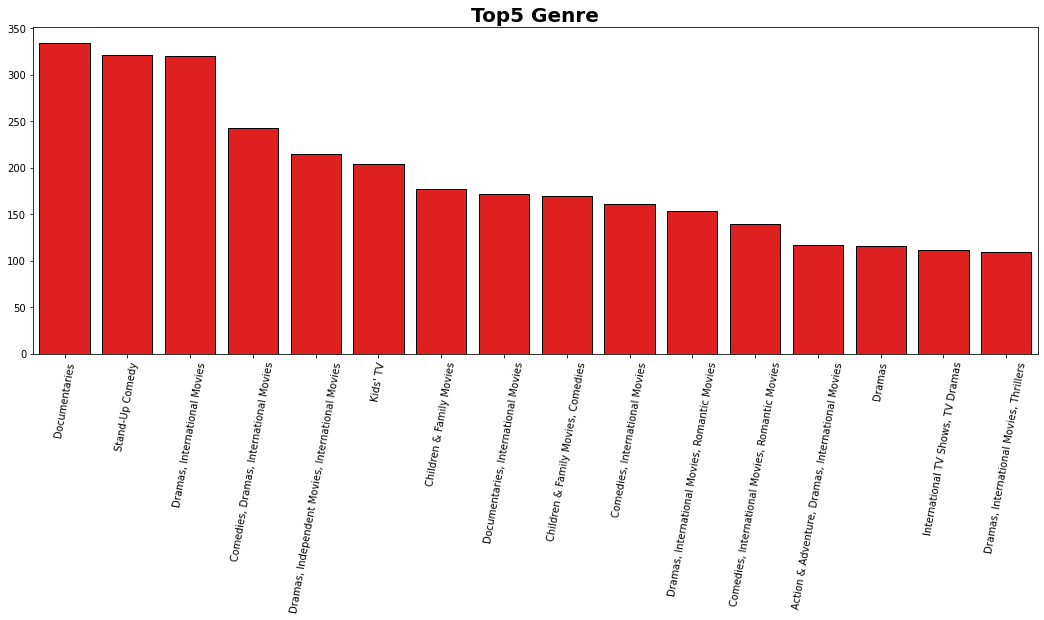 Top5 Genre
350
300
250
200
150
100
50
0
Documentaries
Stand-Up Comedy
Dramas, International Movies
Comedies, Dramas, International Movies
Dramas, Independent Movies, International Movies
Kids' TV
Children & Family Movies
Documentaries, International Movies
Children & Family Movies, Comedies
Comedies, International Movies
Dramas, International Movies, Romantic Movies
Comedies, International Movies, Romantic Movies
Action & Adventure, Dramas, International Movies
Dramas
International TV Shows, TV Dramas
Dramas, International Movies, Thrillers